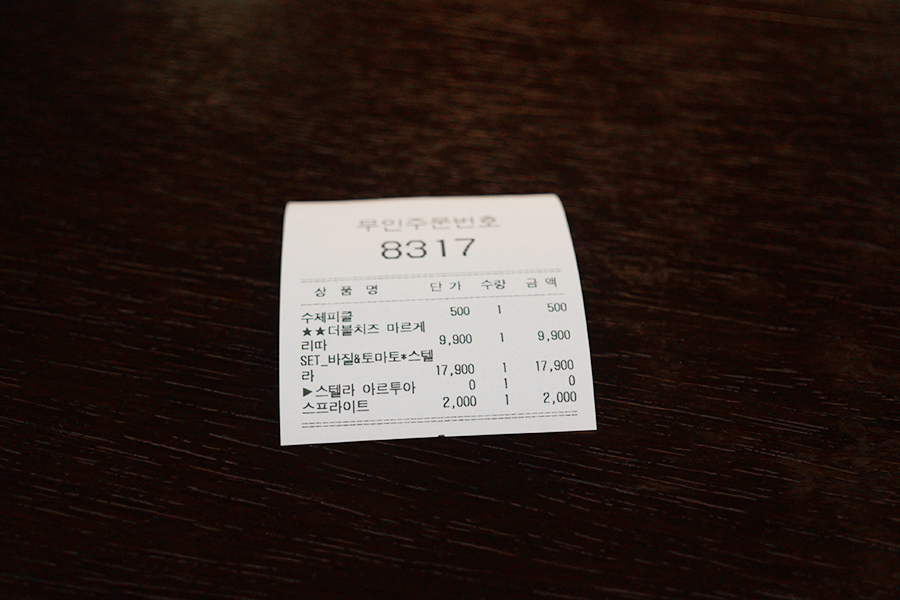 무인주문번호
8317
상 품 명 단 가 수량 금 액
수제피클 500 1 500
★★더블치즈 마르게
리따 9,900 1 9,900
SET_바질&토마토*스텔
라 17,900 1 17,900
▶스텔라 아르투아 0 1 0
스프라이트 2,000 1 2,000